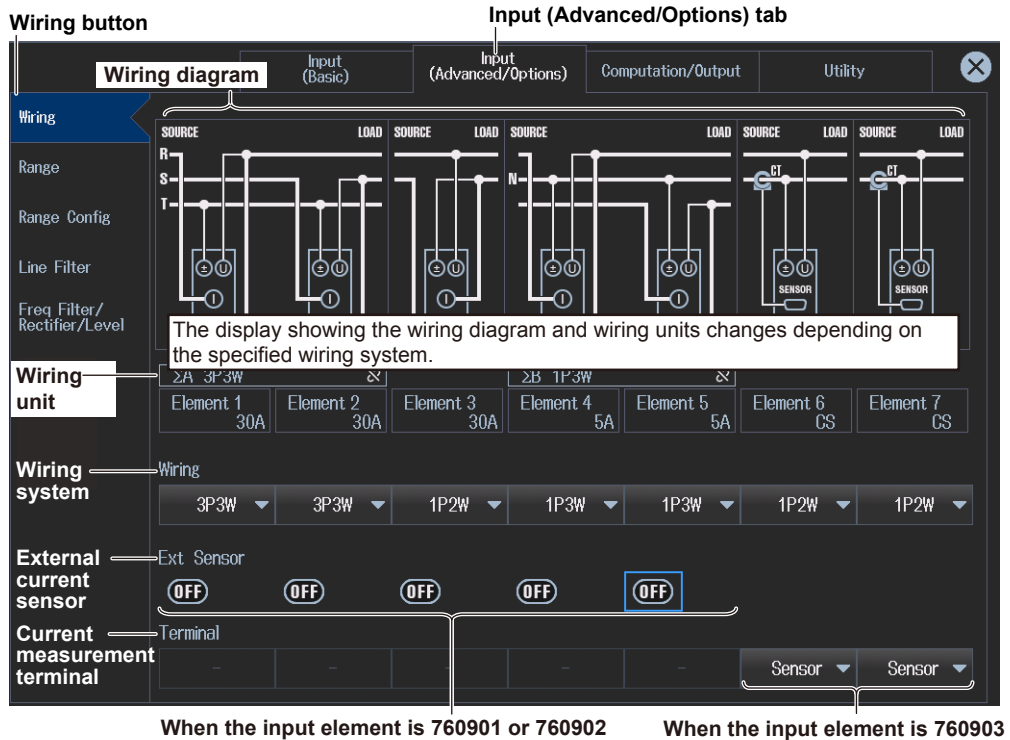 Input (Advanced/Options) tab
Wiring button
Wiring diagram
Input
(Basic)
Input
(Advanced/Options)
Computation/Output
Utility
Wiring
Range
Range Config
Line Filter
Freq Filter/
Rectifier/Level
SOURCE LOAD SOURCE LOAD SOURCE LOAD SOURCE LOAD SOURCE LOAD
R
S N CT CT
T
± U ± U ± U ± U ± U ± U ± U
I I I I I SENSOR SENSOR
The display showing the wiring diagram and wiring units changes depending on
the specified wiring system.
Wiring
unit
ΣA 3P3W ΣB 1P3W
Element 1 Element 2 Element 3 Element 4 Element 5 Element 6 Element 7
30A 30A 30A 5A 5A CS CS
Wiring
system
Wiring
3P3W 3P3W 1P2W 1P3W 1P3W 1P2W 1P2W
External
current
sensor
Ext Sensor
OFF OFF OFF OFF OFF
Current
measurement
terminal
Terminal
- - - - - Sensor Sensor
When the input element is 760901 or 760902
When the input element is 760903